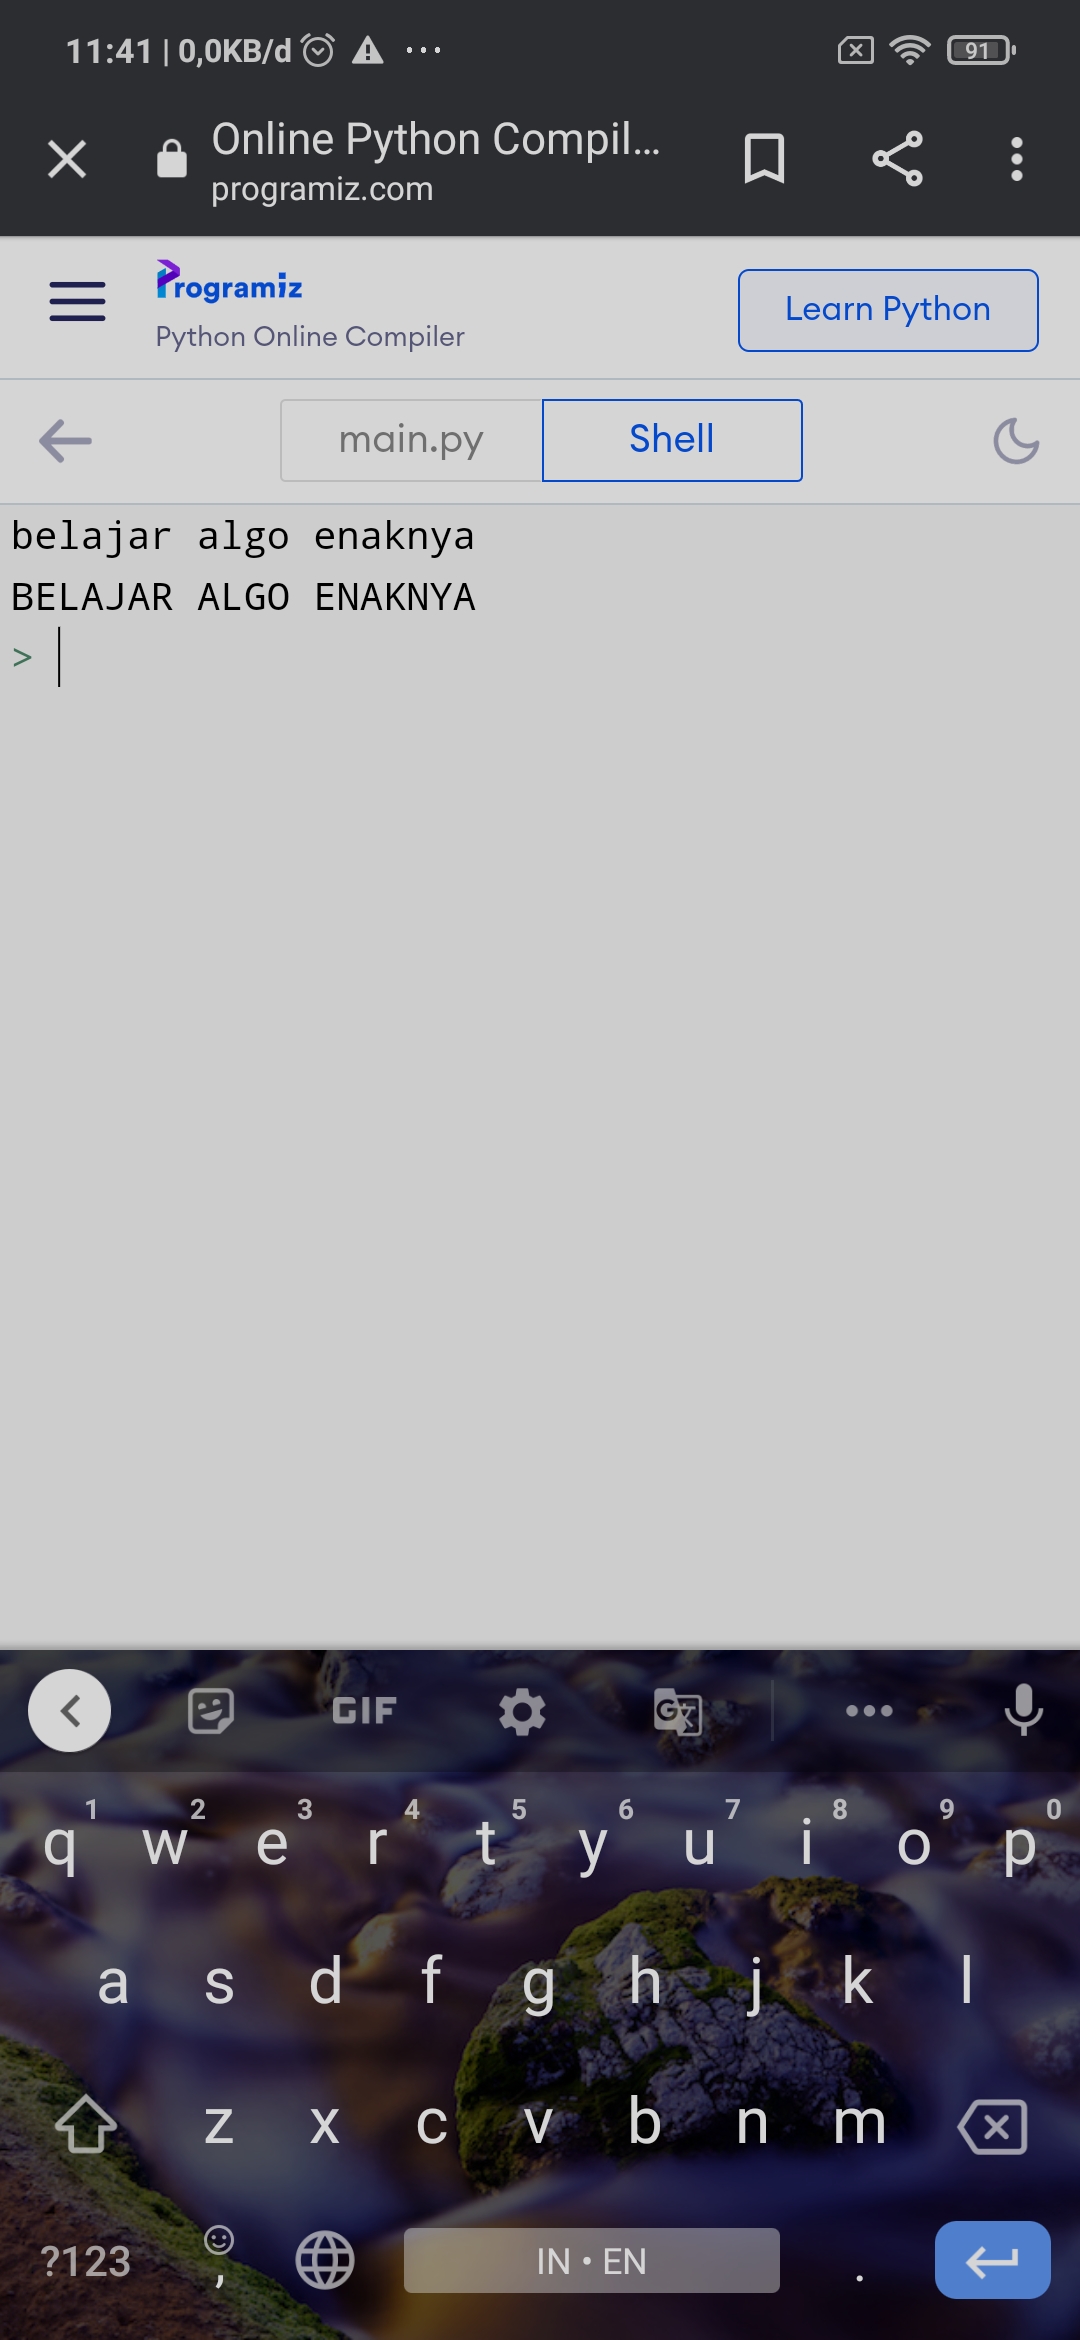 11:41 | 0,0KB/d ... 91
Online Python Compil...
programiz.com
Programiz
Python Online Compiler
Learn Python
main.py Shell
belajar algo enaknya
BELAJAR ALGO ENAKNYA
>
GIF G文 ...
1 2 3 4 5 6 7 8 9 0
q w e r t y u i o p
a s d f g h j k l
z x c v b n m
?123 , IN • EN .